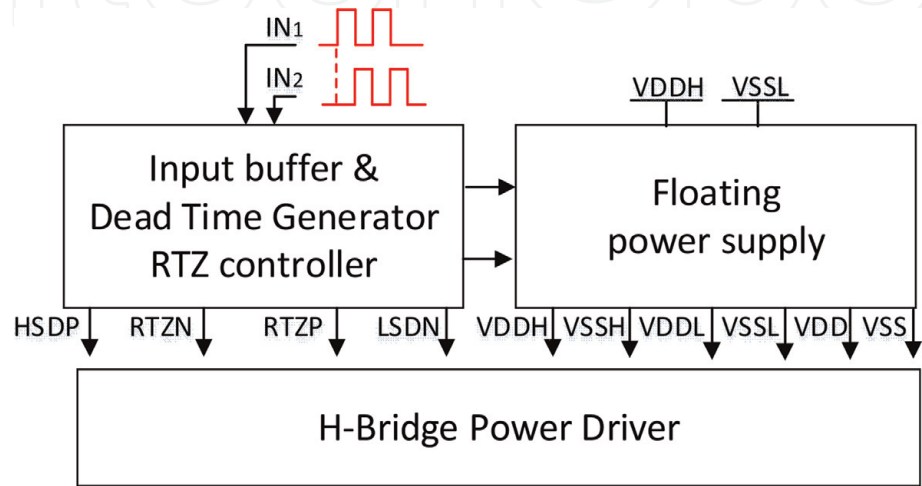 IN1
IN2
VDDH VSSL
Input buffer &
Dead Time Generator
RTZ controller
Floating
power supply
HSDP RTZN RTZP LSDN VDDH VSSH VDDL VSSL VDD VSS
H-Bridge Power Driver